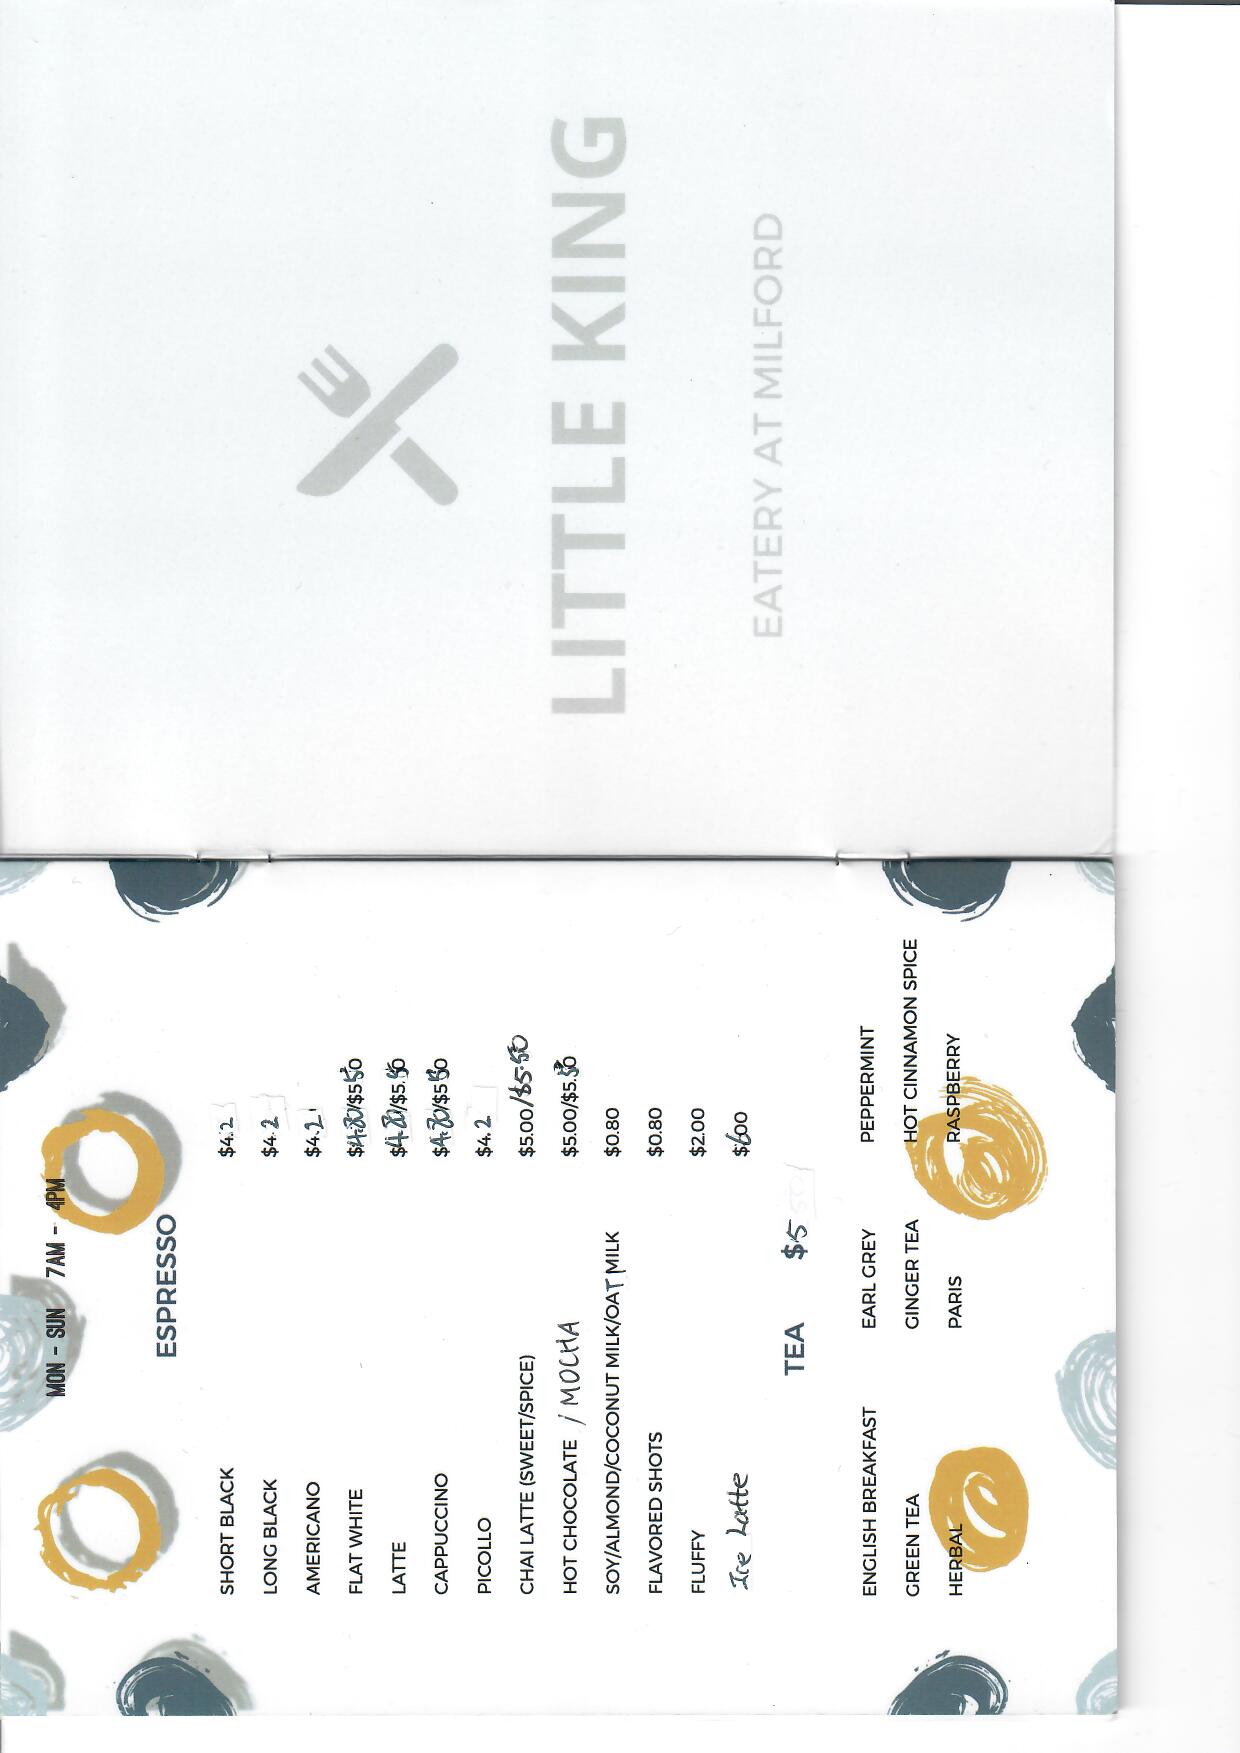 LITTLE KING
EATERY AT MILFORD
MON - SUN 7AM - 4PM
ESPRESSO
SHORT BLACK $4.2
LONG BLACK $4.2
AMERICANO $4.2
FLAT WHITE $4.80/$5.50
LATTE $4.80/$5.50
CAPPUCCINO $4.80/$5.50
PICOLLO $4.2
CHAI LATTE (SWEET/SPICE) $5.00/$5.50
HOT CHOCOLATE / MOCHA $5.00/$5.50
SOY/ALMOND/COCONUT MILK/OAT MILK $0.80
FLAVORED SHOTS $0.80
FLUFFY $2.00
Ice Latte $6.00
TEA $5
ENGLISH BREAKFAST EARL GREY PEPPERMINT
GREEN TEA GINGER TEA HOT CINNAMON SPICE
HERBAL PARIS RASPBERRY